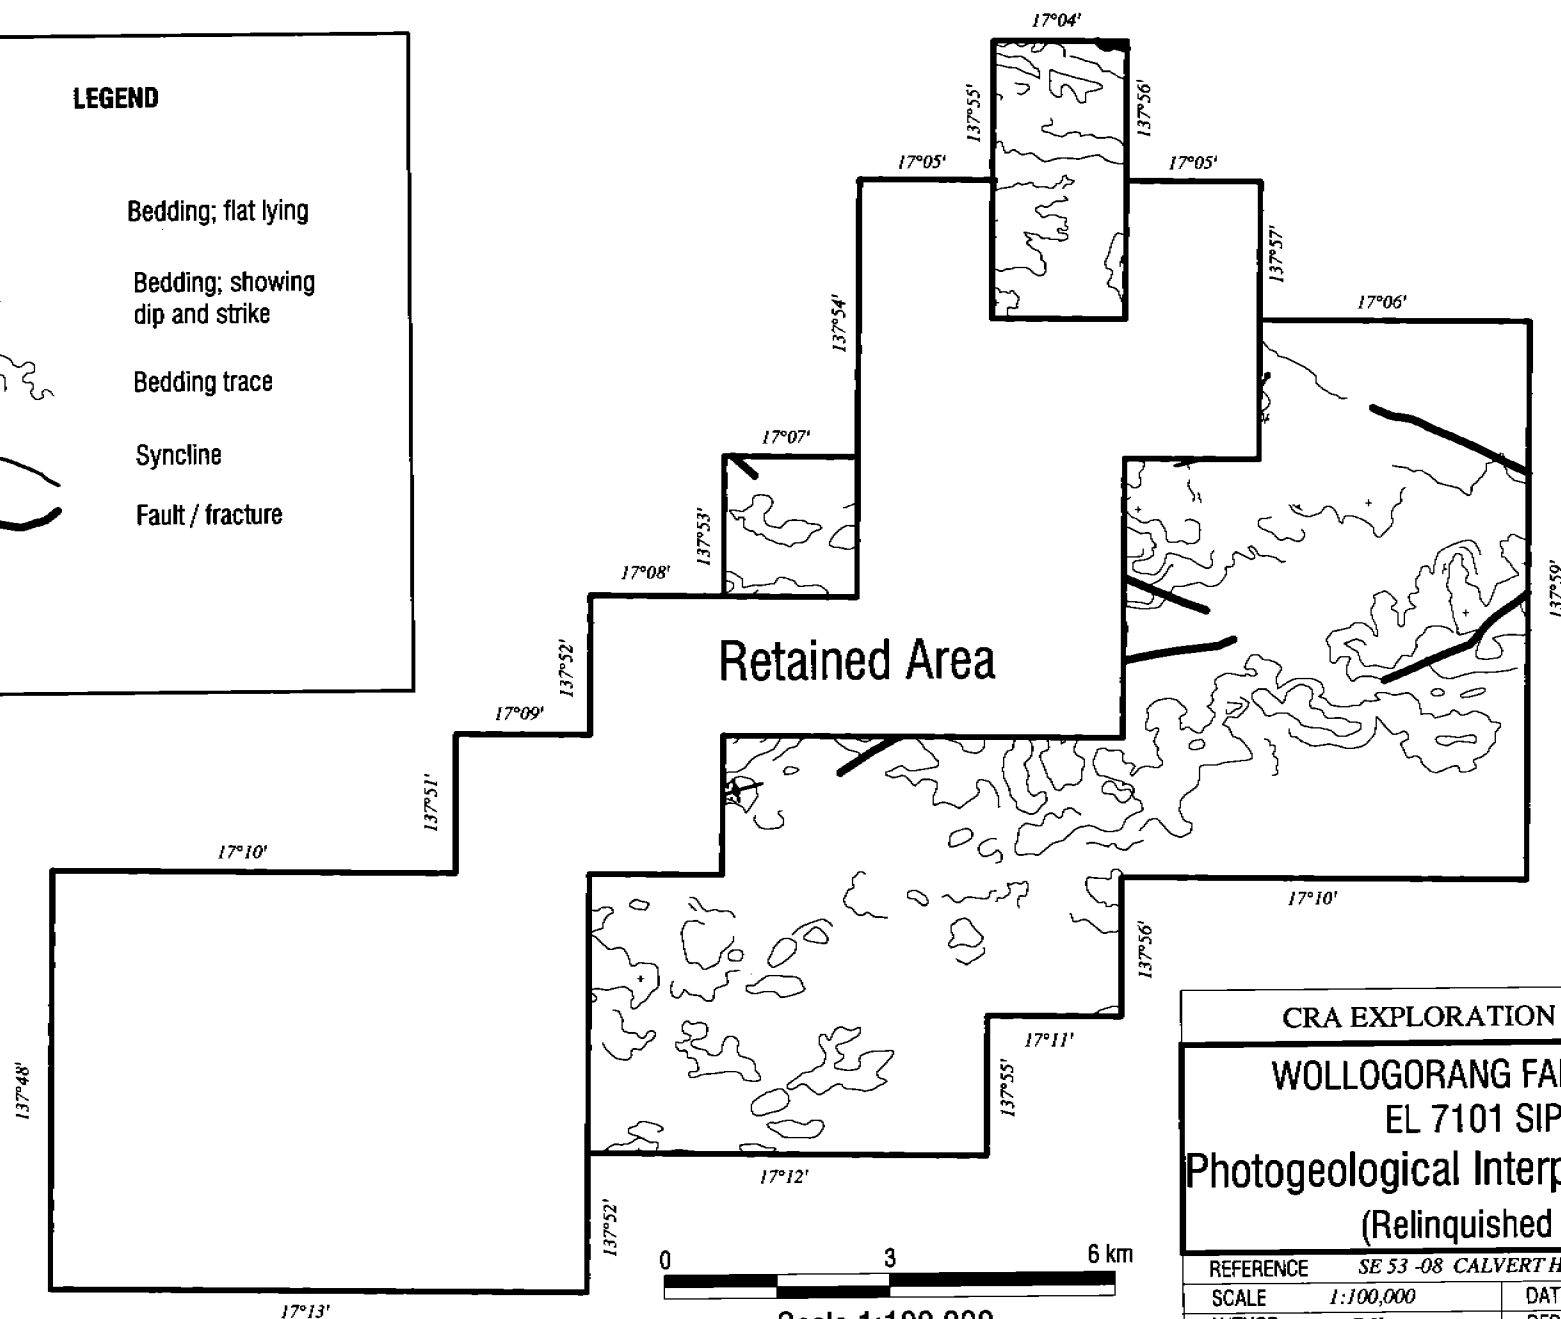 LEGEND
Bedding; flat lying
Bedding; showing
dip and strike
Bedding trace
Syncline
Fault / fracture
17°04'
137°55'
137°56'
17°05'
17°05'
137°57'
137°54'
17°06'
17°07'
137°53'
17°08'
137°59'
137°52'
Retained Area
17°09'
137°51'
17°10'
17°10'
137°56'
137°48'
17°11'
137°55'
17°12'
137°52'
17°13'
0 3 6 km
CRA EXPLORATION
WOLLOGORANG
EL 7101
Photogeological
(Relinquished
REFERENCE SE 53 -08 CALVERT
SCALE 1:100,000